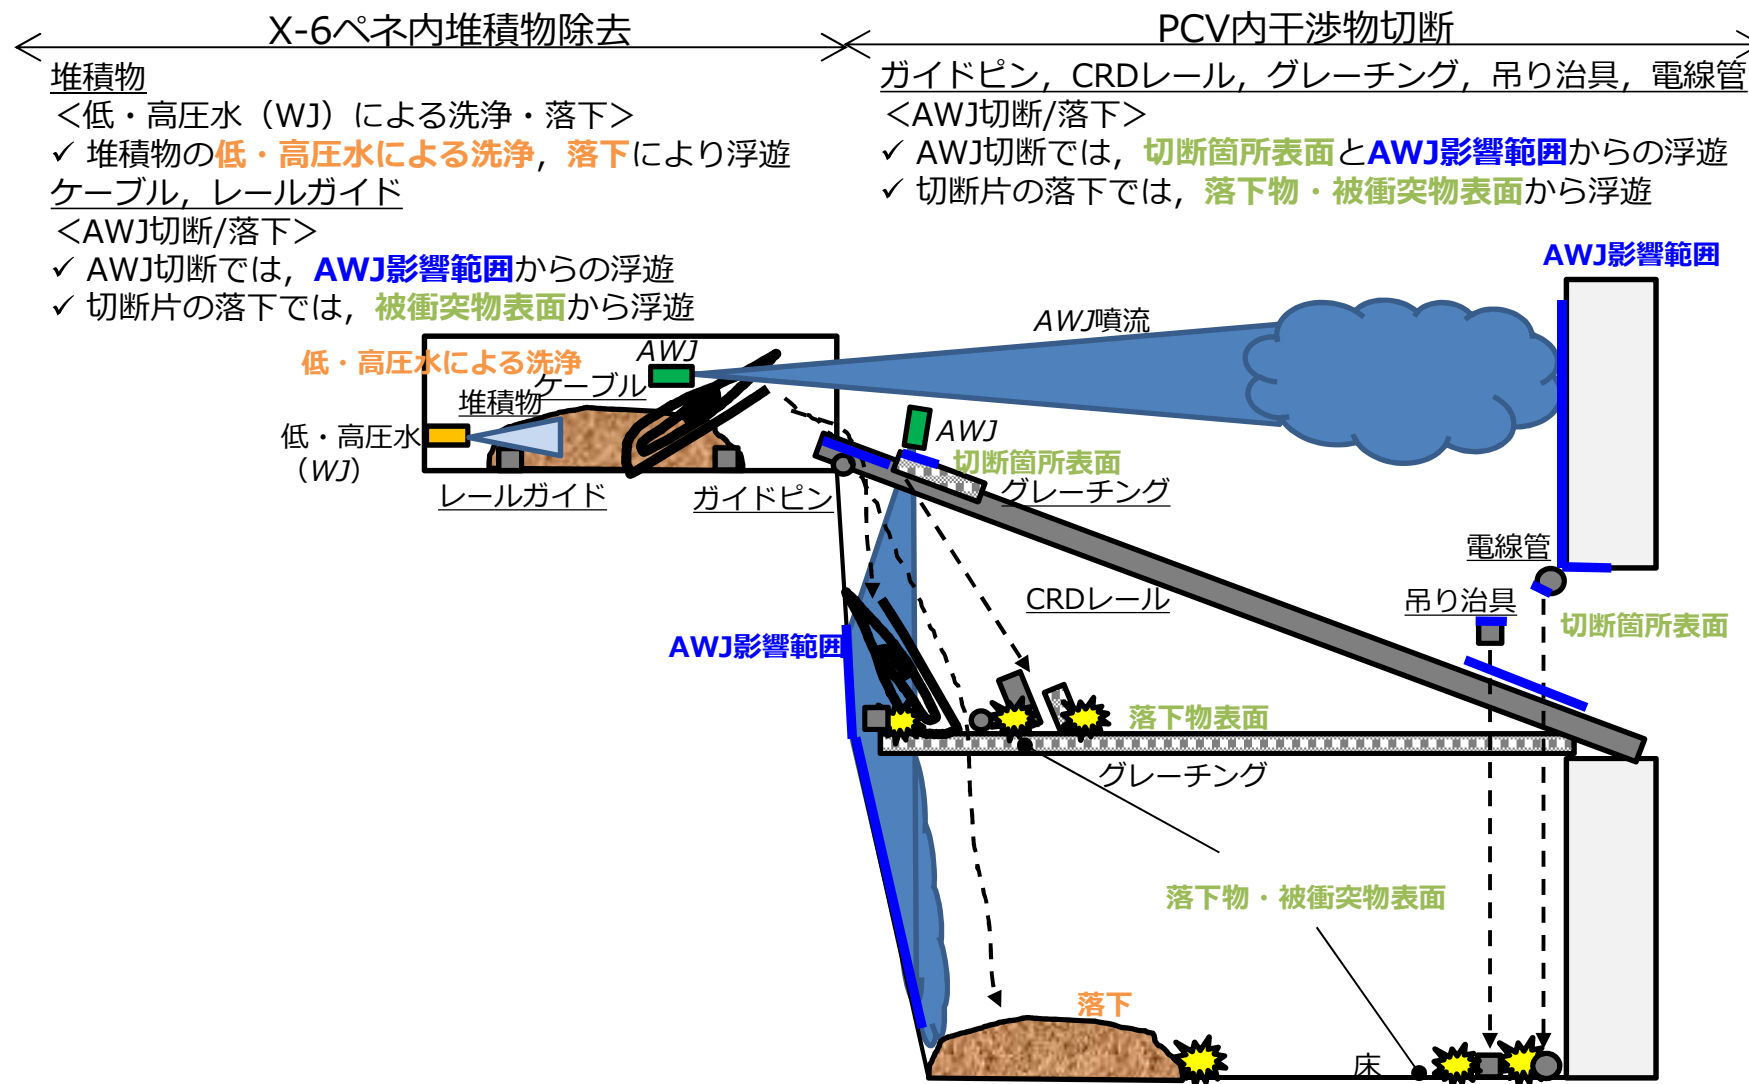 X-6ペネ内堆積物除去
PCV内干渉物切断
堆積物
＜低・高圧水（WJ）による洗浄・落下＞
✓ 堆積物の低・高圧水による洗浄，落下により浮遊
ケーブル，レールガイド
＜AWJ切断/落下＞
✓ AWJ切断では，AWJ影響範囲からの浮遊
✓ 切断片の落下では，被衝突物表面から浮遊
ガイドピン，CRDレール，グレーチング，吊り治具，電線管
＜AWJ切断/落下＞
✓ AWJ切断では，切断箇所表面とAWJ影響範囲からの浮遊
✓ 切断片の落下では，落下物・被衝突物表面から浮遊
AWJ影響範囲
AWJ噴流
低・高圧水による洗浄
AWJ
ケーブル
堆積物
低・高圧水
（WJ）
AWJ
切断箇所表面
レールガイド
ガイドピン
グレーチング
電線管
CRDレール
吊り治具
切断箇所表面
AWJ影響範囲
落下物表面
グレーチング
落下物・被衝突物表面
落下
床